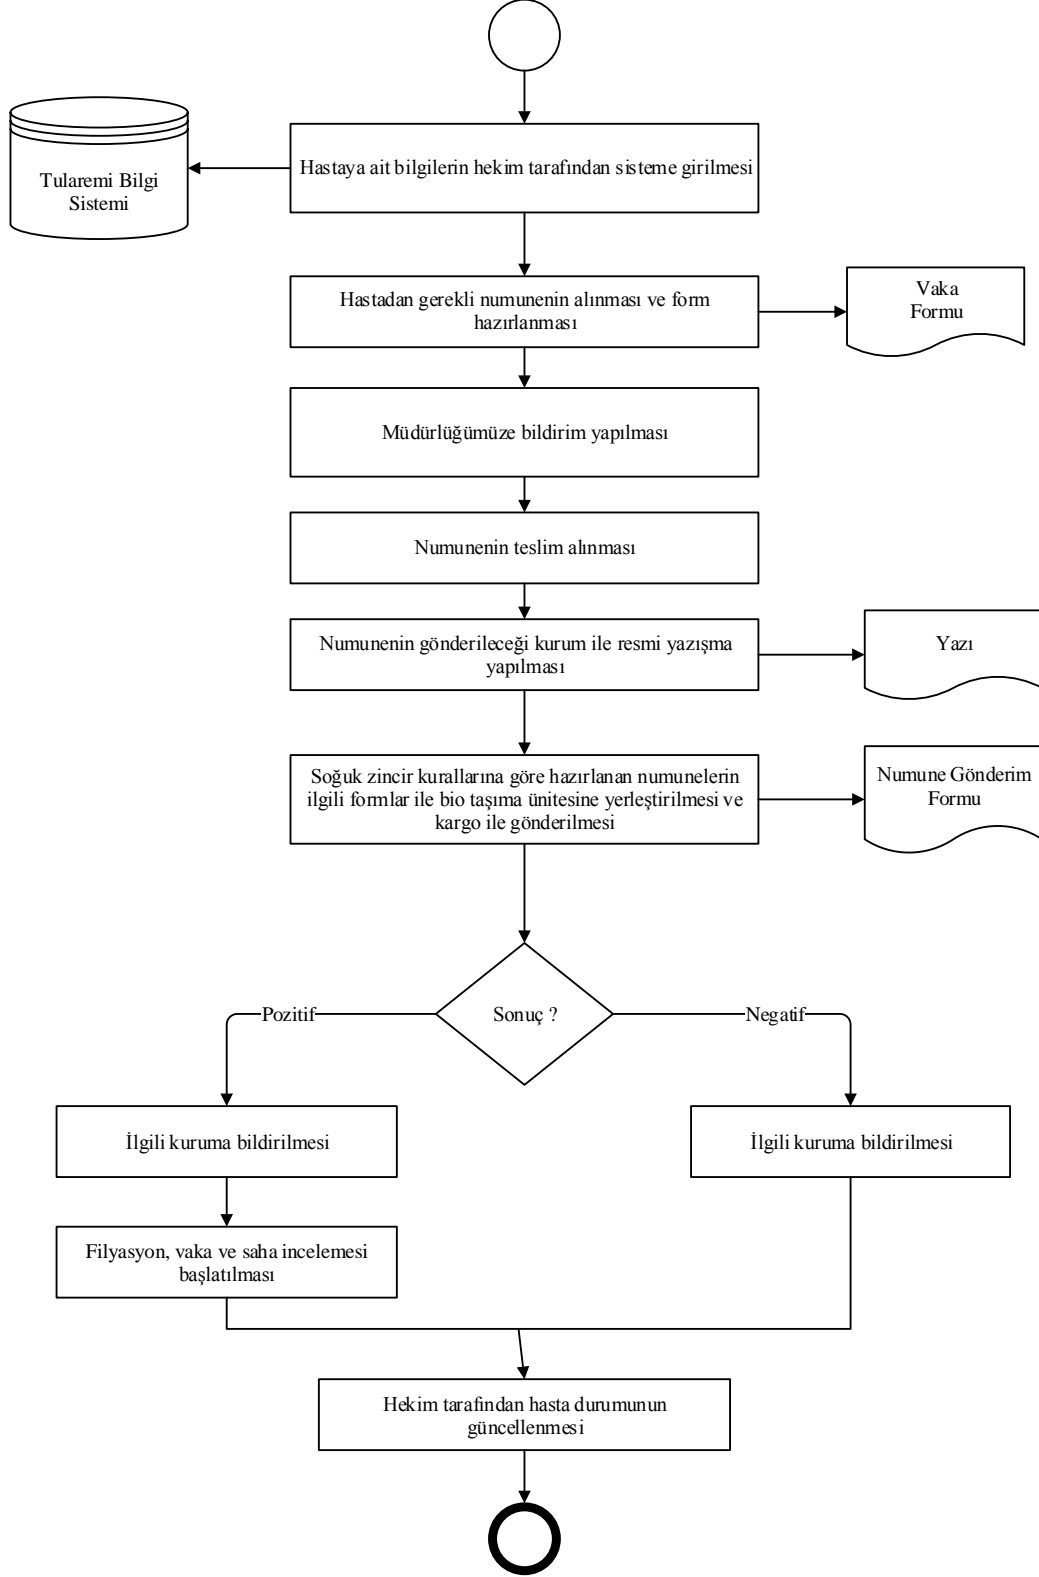 Hastaya ait bilgilerin hekim tarafından sisteme girilmesi
Tularemi Bilgi
Sistemi
Hastadan gerekli numunenin alınması ve form
hazırlanması
Vaka
Formu
Müdürlüğümüze bildirim yapılması
Numunenin teslim alınması
Numunenin gönderileceği kurum ile resmi yazışma
yapılması
Yazı
Soğuk zincir kurallarına göre hazırlanan numunelerin
ilgili formlar ile bio taşıma ünitesine yerleştirilmesi ve
kargo ile gönderilmesi
Numune Gönderim
Formu
Sonuç ?
Pozitif
Negatif
İlgili kuruma bildirilmesi
İlgili kuruma bildirilmesi
Filyasyon, vaka ve saha incelemesi
başlatılması
Hekim tarafından hasta durumunun
güncellenmesi